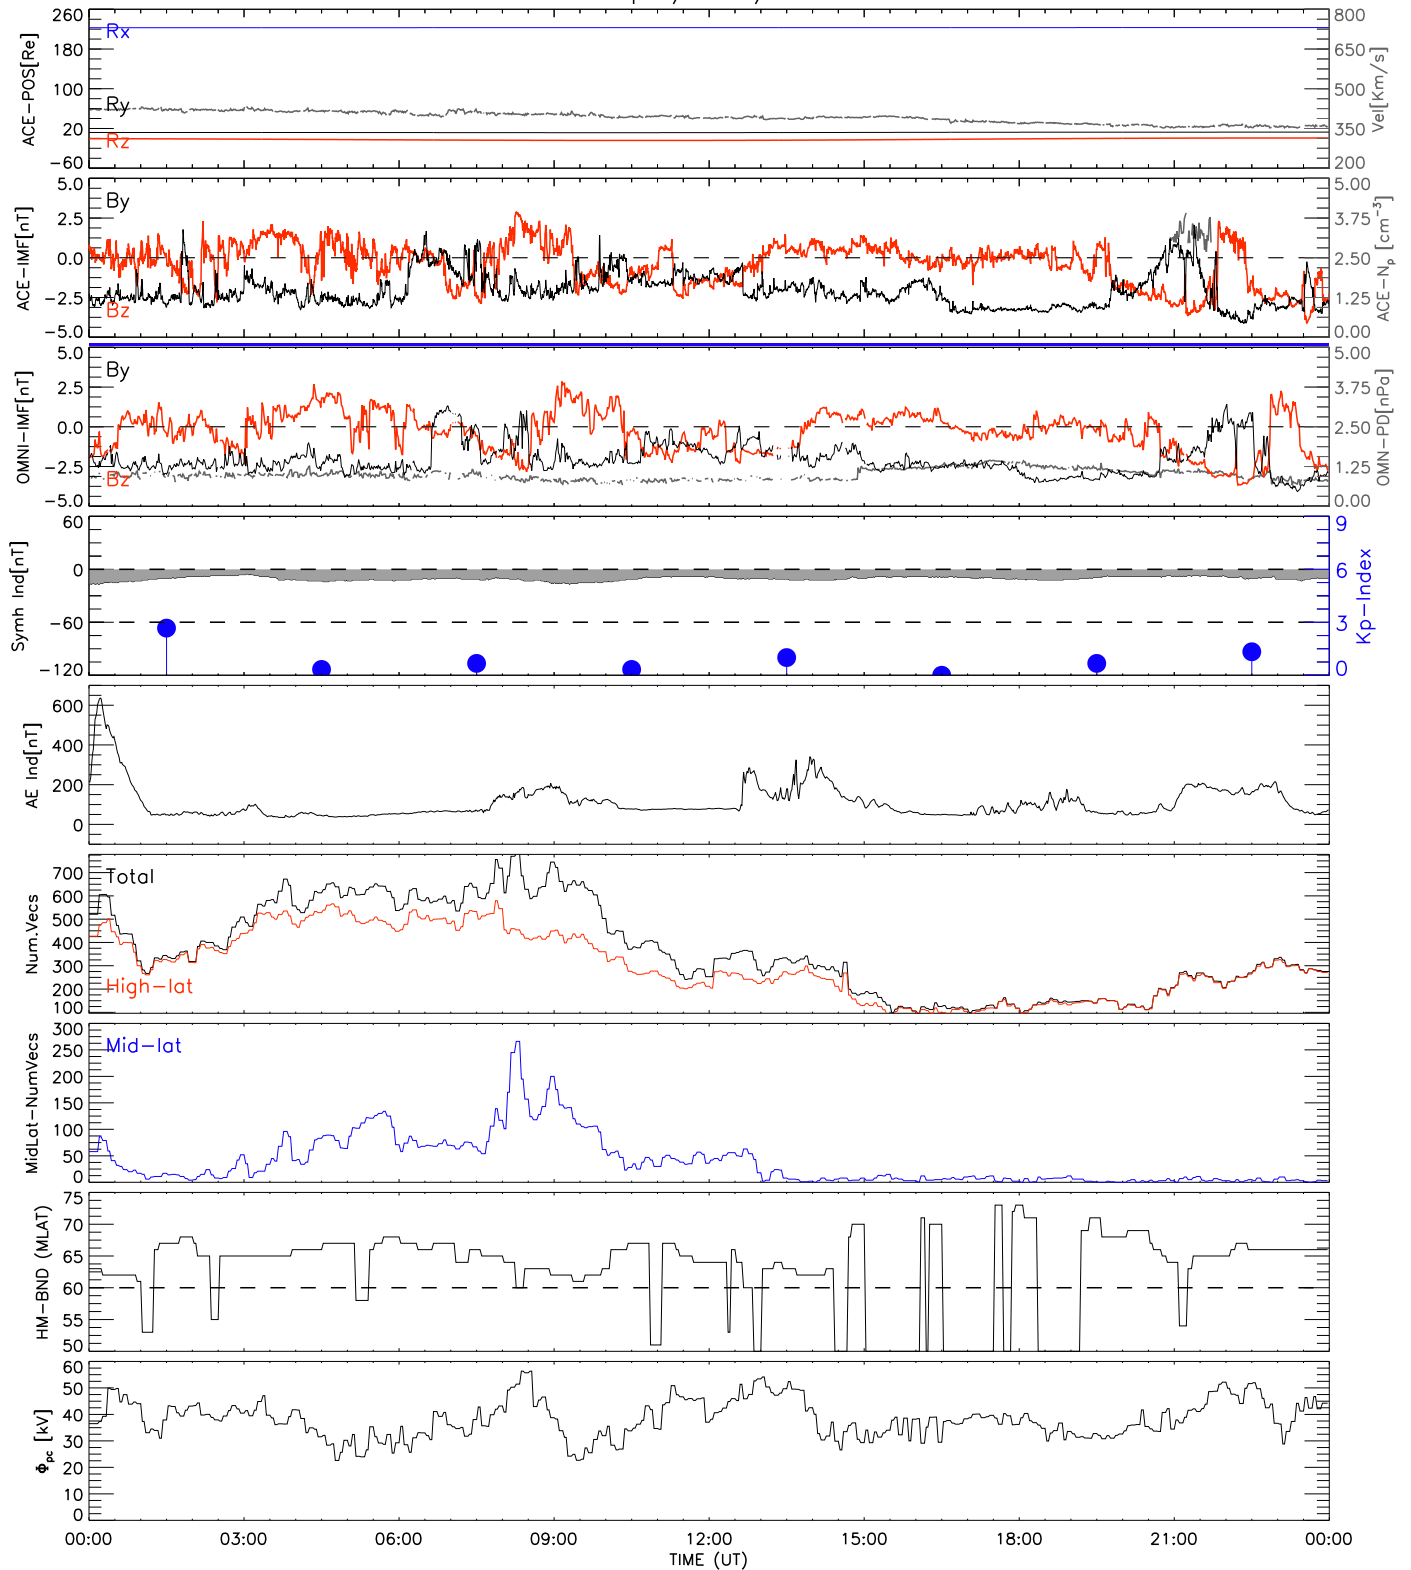 260
180
100
20
−60
ACE−POS[Re]
Rx
Ry
Rz
800
650
500
350
200
Vel[Km/s]
5.0
2.5
0.0
−2.5
−5.0
ACE−IMF[nT]
By
Bz
5.00
3.75
2.50
1.25
0.00
ACE−Np [cm−3]
5.0
2.5
0.0
−2.5
−5.0
OMNI−IMF[nT]
By
Bz
5.00
3.75
2.50
1.25
0.00
OMN−PD[nPa]
60
0
−60
−120
Symh Ind[nT]
9
6
3
0
Kp−Index
600
400
200
0
AE Ind[nT]
700
600
500
400
300
200
100
Num.Vecs
Total
High−lat
300
250
200
150
100
50
0
MidLat−NumVecs
Mid−lat
75
70
65
60
55
50
HM−BND (MLAT)
60
50
40
30
20
10
0
Φpc [kV]
00:00 03:00 06:00 09:00 12:00 15:00 18:00 21:00 00:00
TIME (UT)